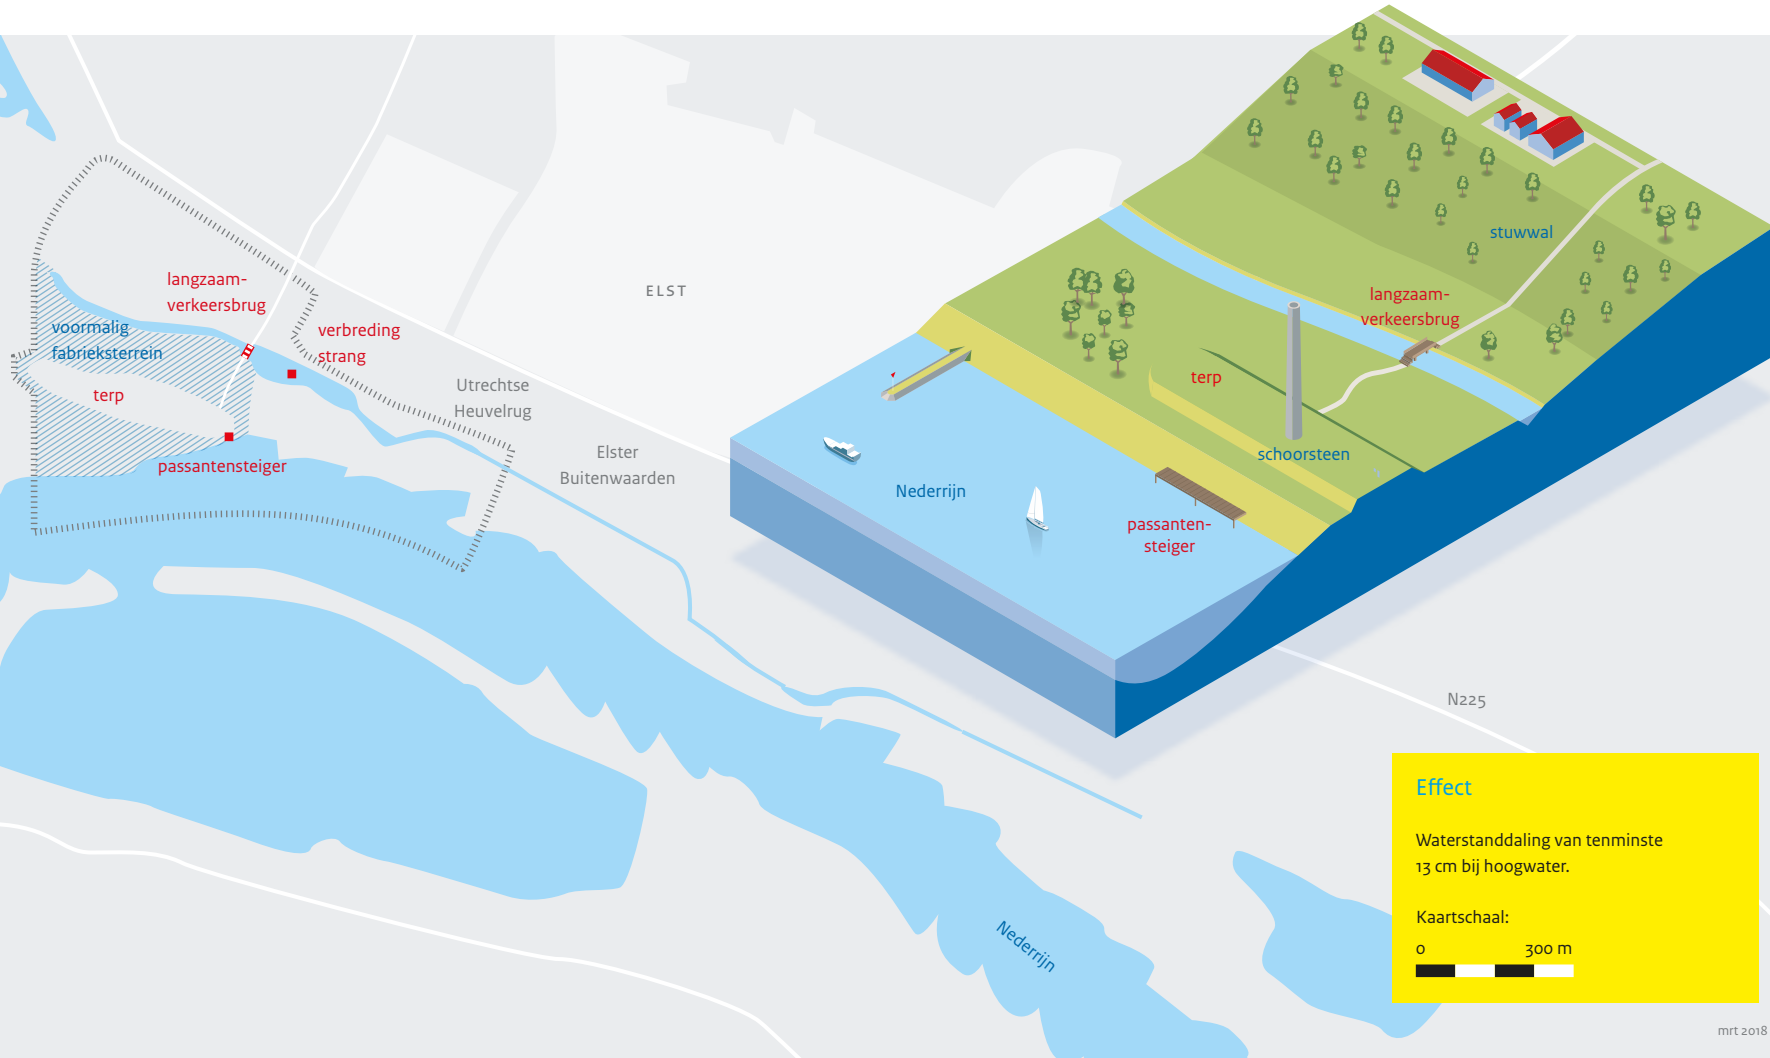 langzaam-
verkeersbrug
voormalig
fabrieksterrein
verbreding
strang
terp
passantensteiger
ELST
Utrechtse
Heuvelrug
Elster
Buitenwaarden
stuwwal
langzaam-
verkeersbrug
terp
schoorsteen
Nederrijn
passanten-
steiger
N225
Nederrijn
Effect
Waterstanddaling van tenminste
13 cm bij hoogwater.
Kaartschaal:
0 300 m
mrt 2018